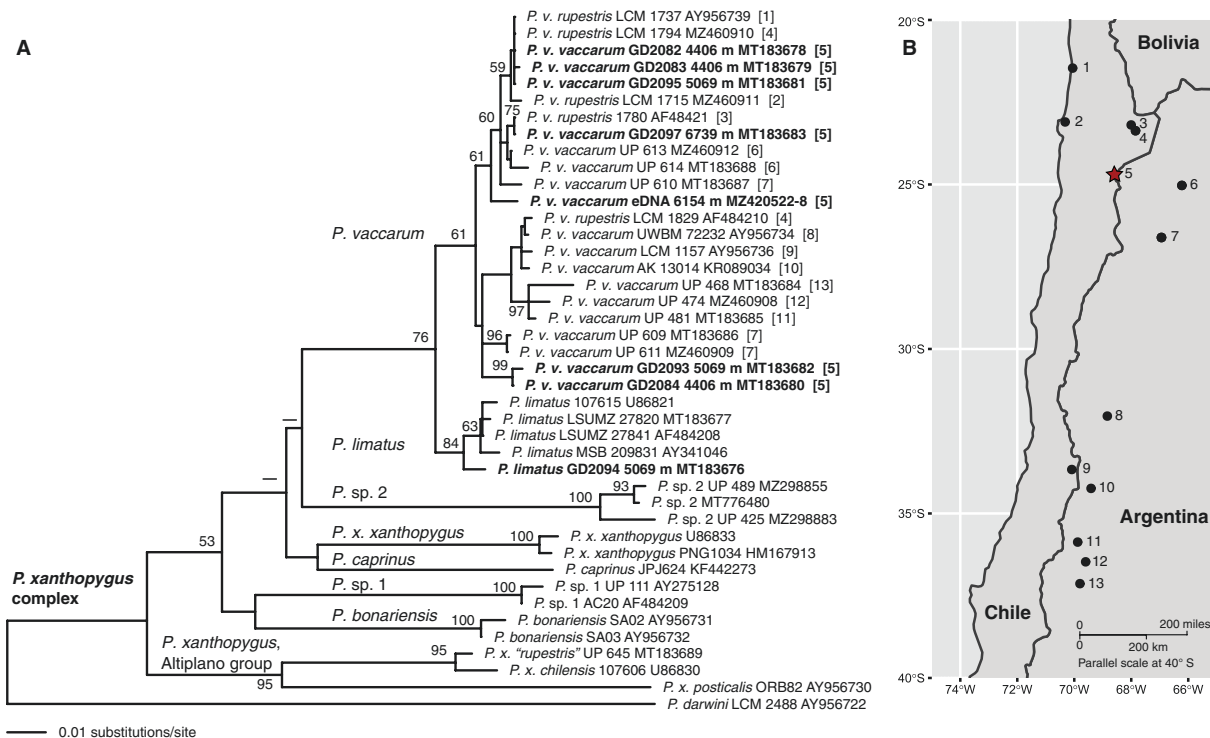 A
P. v. rupestris LCM 1737 AY956739 [1]
P. v. rupestris LCM 1794 MZ460910 [4]
P. v. vaccarum GD2082 4406 m MT183678 [5]
P. v. vaccarum GD2083 4406 m MT183679 [5]
P. v. vaccarum GD2095 5069 m MT183681 [5]
P. v. rupestris LCM 1715 MZ460911 [2]
P. v. rupestris 1780 AF48421 [3]
P. v. vaccarum GD2097 6739 m MT183683 [5]
P. v. vaccarum UP 613 MZ460912 [6]
P. v. vaccarum UP 614 MT183688 [6]
P. v. vaccarum UP 610 MT183687 [7]
P. v. vaccarum eDNA 6154 m MZ420522-8 [5]
P. v. rupestris LCM 1829 AF484210 [4]
P. v. vaccarum UWBM 72232 AY956734 [8]
P. v. vaccarum LCM 1157 AY956736 [9]
P. v. vaccarum AK 13014 KR089034 [10]
P. v. vaccarum UP 468 MT183684 [13]
P. v. vaccarum UP 474 MZ460908 [12]
P. v. vaccarum UP 481 MT183685 [11]
P. v. vaccarum UP 609 MT183686 [7]
P. v. vaccarum UP 611 MZ460909 [7]
P. v. vaccarum GD2093 5069 m MT183682 [5]
P. v. vaccarum GD2084 4406 m MT183680 [5]
P. limatus 107615 U86821
P. limatus LSUMZ 27820 MT183677
P. limatus LSUMZ 27841 AF484208
P. limatus MSB 209831 AY341046
P. limatus GD2094 5069 m MT183676
P. sp. 2 UP 489 MZ298855
P. sp. 2 MT776480
P. sp. 2 UP 425 MZ298883
P. x. xanthopygus U86833
P. x. xanthopygus PNG1034 HM167913
P. caprinus JPJ624 KF442273
P. sp. 1 UP 111 AY275128
P. sp. 1 AC20 AF484209
P. bonariensis SA02 AY956731
P. bonariensis SA03 AY956732
P. x. "rupestris" UP 645 MT183689
P. x. chilensis 107606 U86830
P. x. posticalis ORB82 AY956730
P. darwini LCM 2488 AY956722
59
75
60
61
61
97
96
99
76
63
84
—
—
93
100
100
53
100
100
95
95
P. vaccarum
P. limatus
P. sp. 2
P. x. xanthopygus
P. caprinus
P. sp. 1
P. bonariensis
P. xanthopygus
complex
P. xanthopygus,
Altiplano group
0.01 substitutions/site
B
20°S
25°S
30°S
35°S
40°S
74°W
72°W
70°W
68°W
66°W
Bolivia
Argentina
Chile
1
2
3
4
5
6
7
8
9
10
11
12
13
0 200 miles
0 200 km
Parallel scale at 40° S